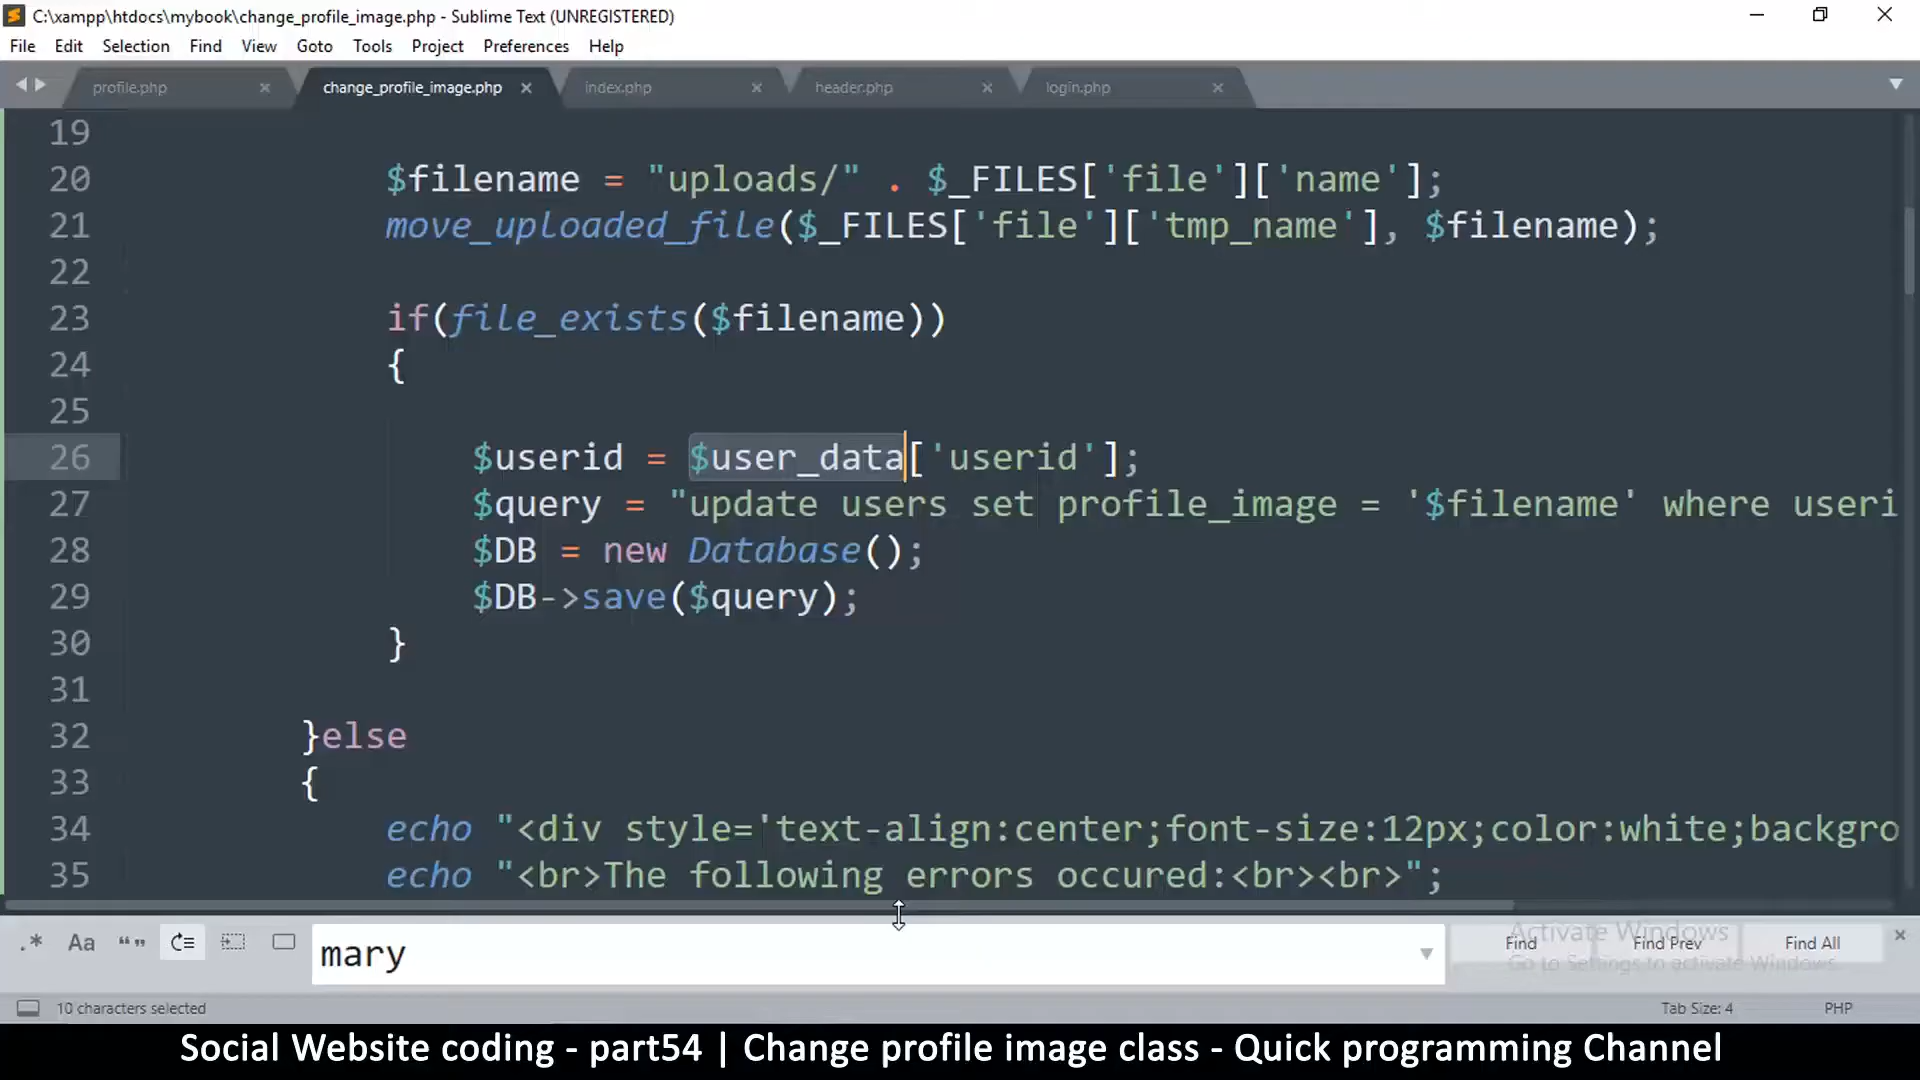 C:\xampp\htdocs\mybook\change_profile_image.php - Sublime Text (UNREGISTERED)
File Edit Selection Find View Goto Tools Project Preferences Help
profile.php change_profile_image.php index.php header.php login.php
19
20 $filename = "uploads/" . $_FILES['file']['name'];
21 move_uploaded_file($_FILES['file']['tmp_name'], $filename);
22
23 if(file_exists($filename))
24 {
25
26 $userid = $user_data['userid'];
27 $query = "update users set profile_image = '$filename' where useri
28 $DB = new Database();
29 $DB->save($query);
30 }
31
32 }else
33 {
34 echo "<div style='text-align:center;font-size:12px;color:white;backgro
35 echo "<br>The following errors occured:<br><br>";
.* Aa “” mary Find Find Prev Find All
Activate Windows
Go to Settings to activate Windows.
10 characters selected Tab Size: 4 PHP
Social Website coding - part54 | Change profile image class - Quick programming Channel